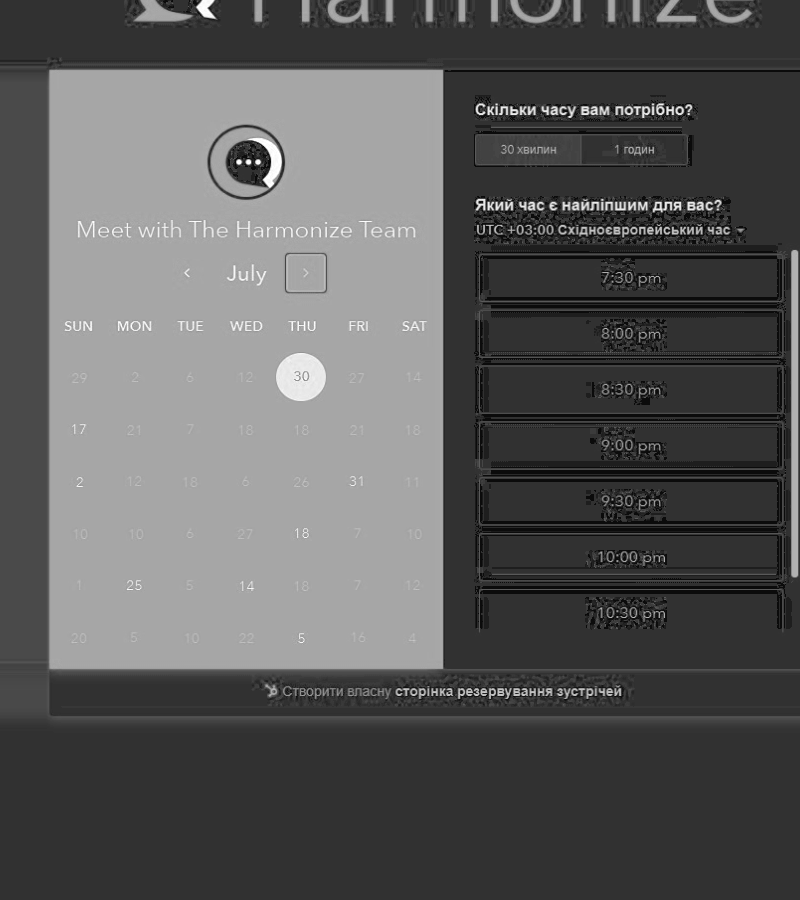 Harmonize
Meet with The Harmonize Team
July
SUN MON TUE WED THU FRI SAT
29 2 6 12 30 27 14
17 21 7 18 18 21 18
2 12 18 6 26 31 11
10 10 6 27 18 7 10
1 25 5 14 18 7 12
20 5 10 22 5 16 4
Скільки часу вам потрібно?
30 хвилин 1 годин
Який час є найліпшим для вас?
UTC +03:00 Східноєвропейський час
7:30 pm
8:00 pm
8:30 pm
9:00 pm
9:30 pm
10:00 pm
10:30 pm
Створити власну сторінка резервування зустрічей